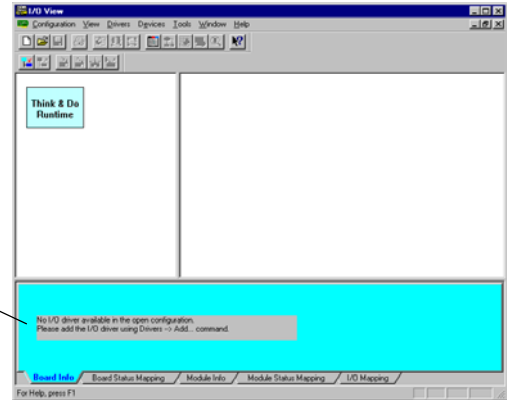 I/O View
Configuration View Drivers Devices Tools Window Help
Think & Do
Runtime
No I/O driver available in the open configuration.
Please add the I/O driver using Drivers -> Add... command.
Board Info Board Status Mapping Module Info Module Status Mapping I/O Mapping
For Help, press F1